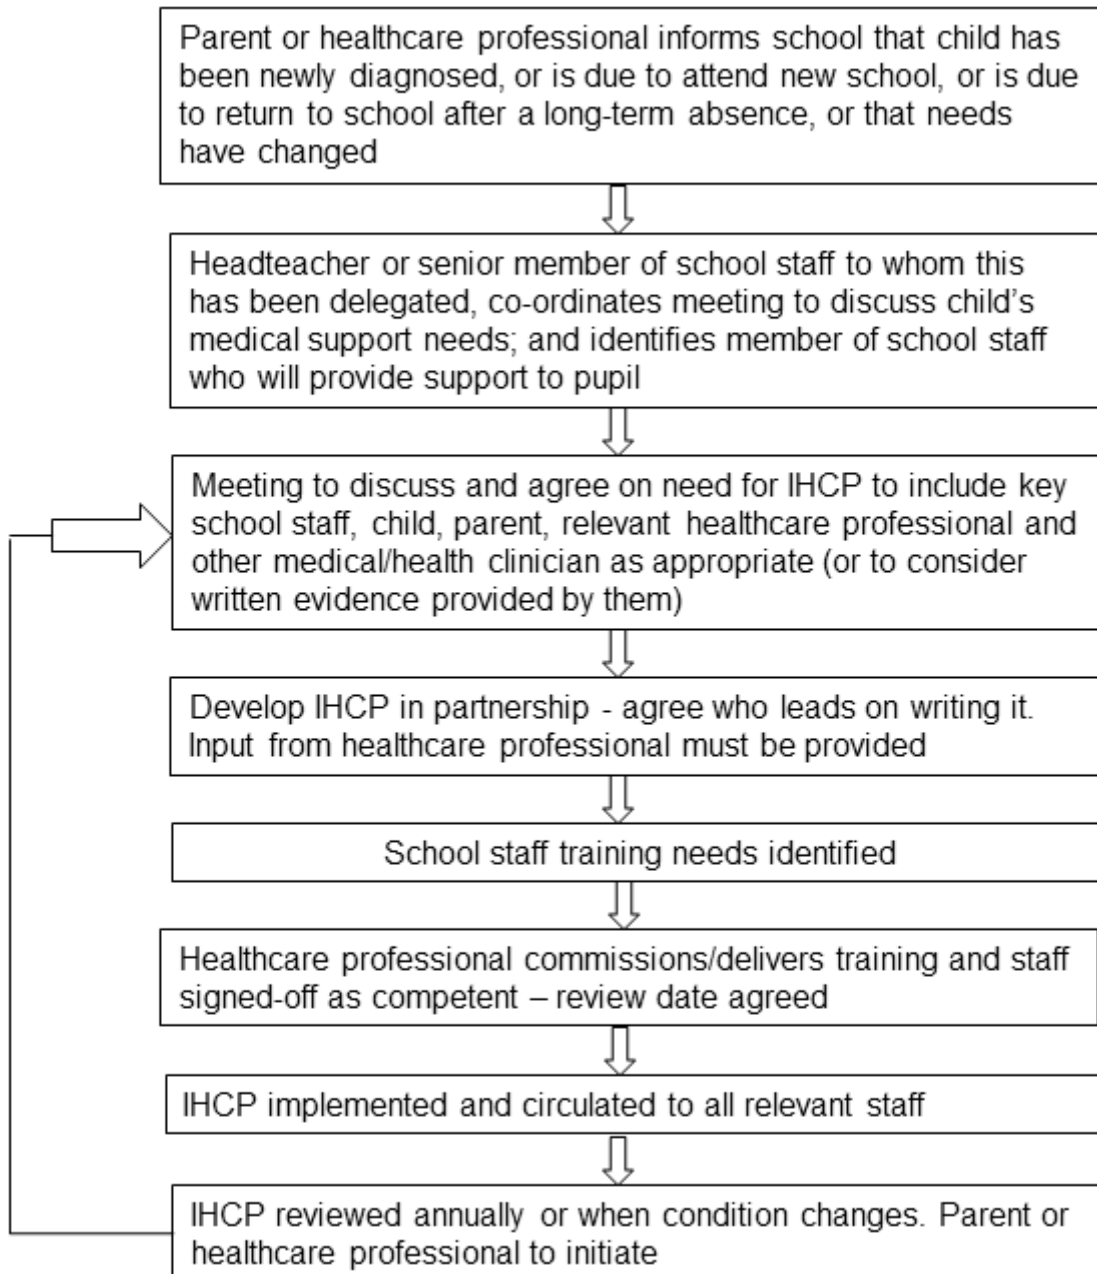 Parent or healthcare professional informs school that child has
been newly diagnosed, or is due to attend new school, or is due
to return to school after a long-term absence, or that needs
have changed
Headteacher or senior member of school staff to whom this
has been delegated, co-ordinates meeting to discuss child's
medical support needs; and identifies member of school staff
who will provide support to pupil
Meeting to discuss and agree on need for IHCP to include key
school staff, child, parent, relevant healthcare professional and
other medical/health clinician as appropriate (or to consider
written evidence provided by them)
Develop IHCP in partnership - agree who leads on writing it.
Input from healthcare professional must be provided
School staff training needs identified
Healthcare professional commissions/delivers training and staff
signed-off as competent – review date agreed
IHCP implemented and circulated to all relevant staff
IHCP reviewed annually or when condition changes. Parent or
healthcare professional to initiate